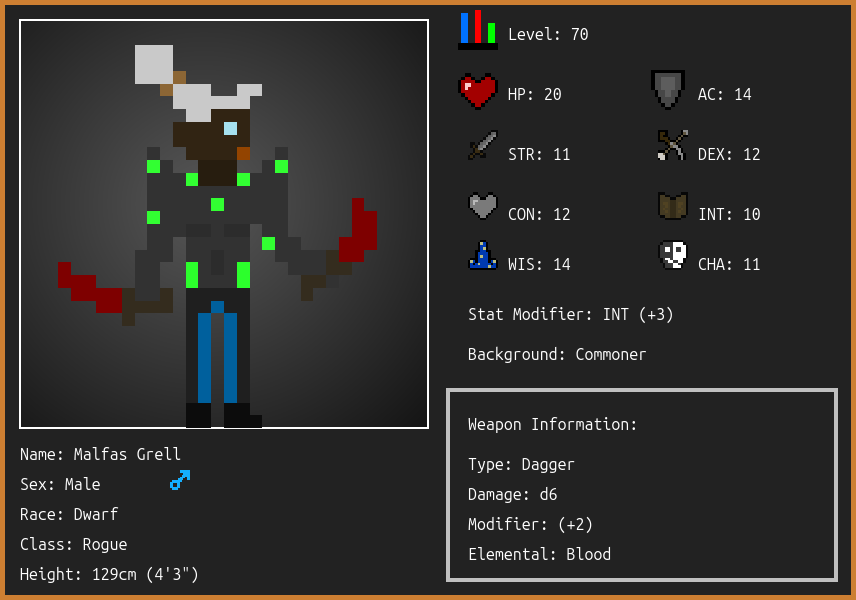 Level: 70
HP: 20
AC: 14
STR: 11
DEX: 12
CON: 12
INT: 10
WIS: 14
CHA: 11
Stat Modifier: INT (+3)
Background: Commoner
Weapon Information:
Type: Dagger
Damage: d6
Modifier: (+2)
Elemental: Blood
Name: Malfas Grell
Sex: Male
Race: Dwarf
Class: Rogue
Height: 129cm (4'3")